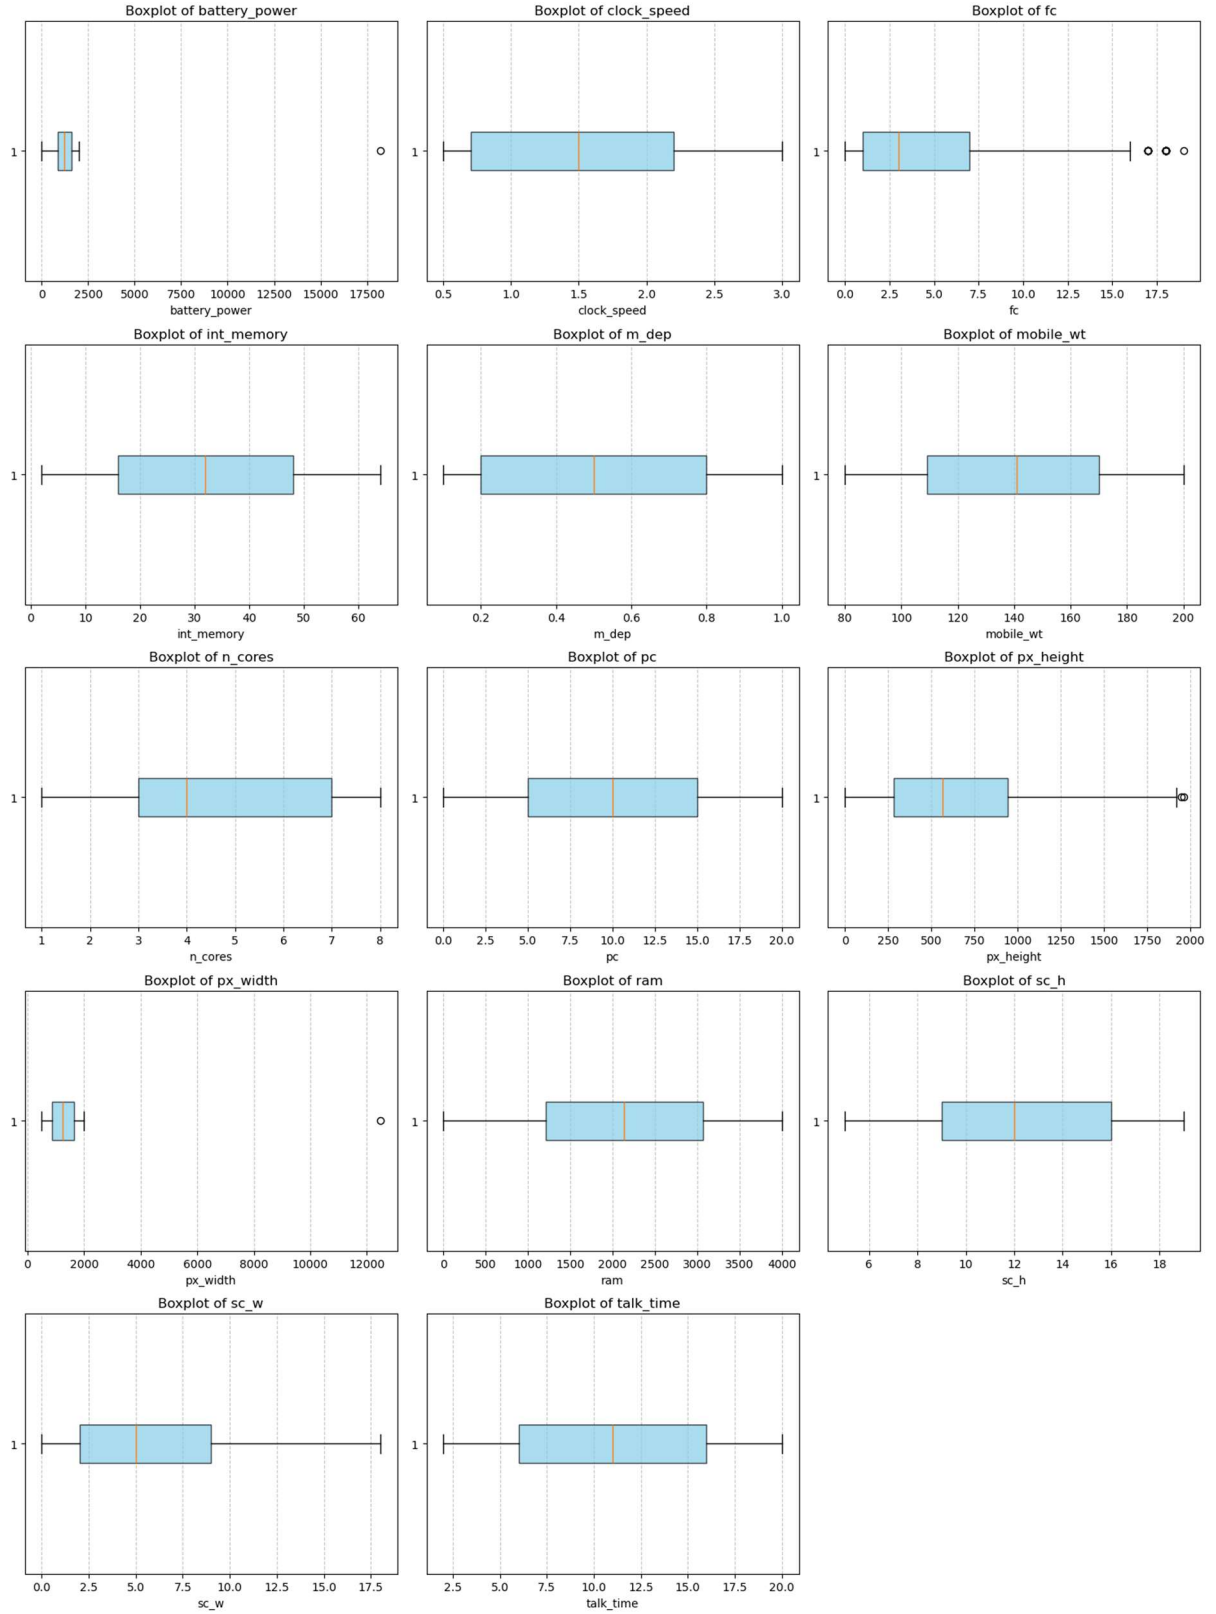 Boxplot of battery_power Boxplot of clock_speed Boxplot of fc
1 1 1
0 2500 5000 7500 10000 12500 15000 17500 0.5 1.0 1.5 2.0 2.5 3.0 0.0 2.5 5.0 7.5 10.0 12.5 15.0 17.5
battery_power clock_speed fc
Boxplot of int_memory Boxplot of m_dep Boxplot of mobile_wt
1 1 1
0 10 20 30 40 50 60 0.2 0.4 0.6 0.8 1.0 80 100 120 140 160 180 200
int_memory m_dep mobile_wt
Boxplot of n_cores Boxplot of pc Boxplot of px_height
1 1 1
1 2 3 4 5 6 7 8 0.0 2.5 5.0 7.5 10.0 12.5 15.0 17.5 20.0 0 250 500 750 1000 1250 1500 1750 2000
n_cores pc px_height
Boxplot of px_width Boxplot of ram Boxplot of sc_h
1 1 1
0 2000 4000 6000 8000 10000 12000 0 500 1000 1500 2000 2500 3000 3500 4000 6 8 10 12 14 16 18
px_width ram sc_h
Boxplot of sc_w Boxplot of talk_time
1 1
0.0 2.5 5.0 7.5 10.0 12.5 15.0 17.5 2.5 5.0 7.5 10.0 12.5 15.0 17.5 20.0
sc_w talk_time